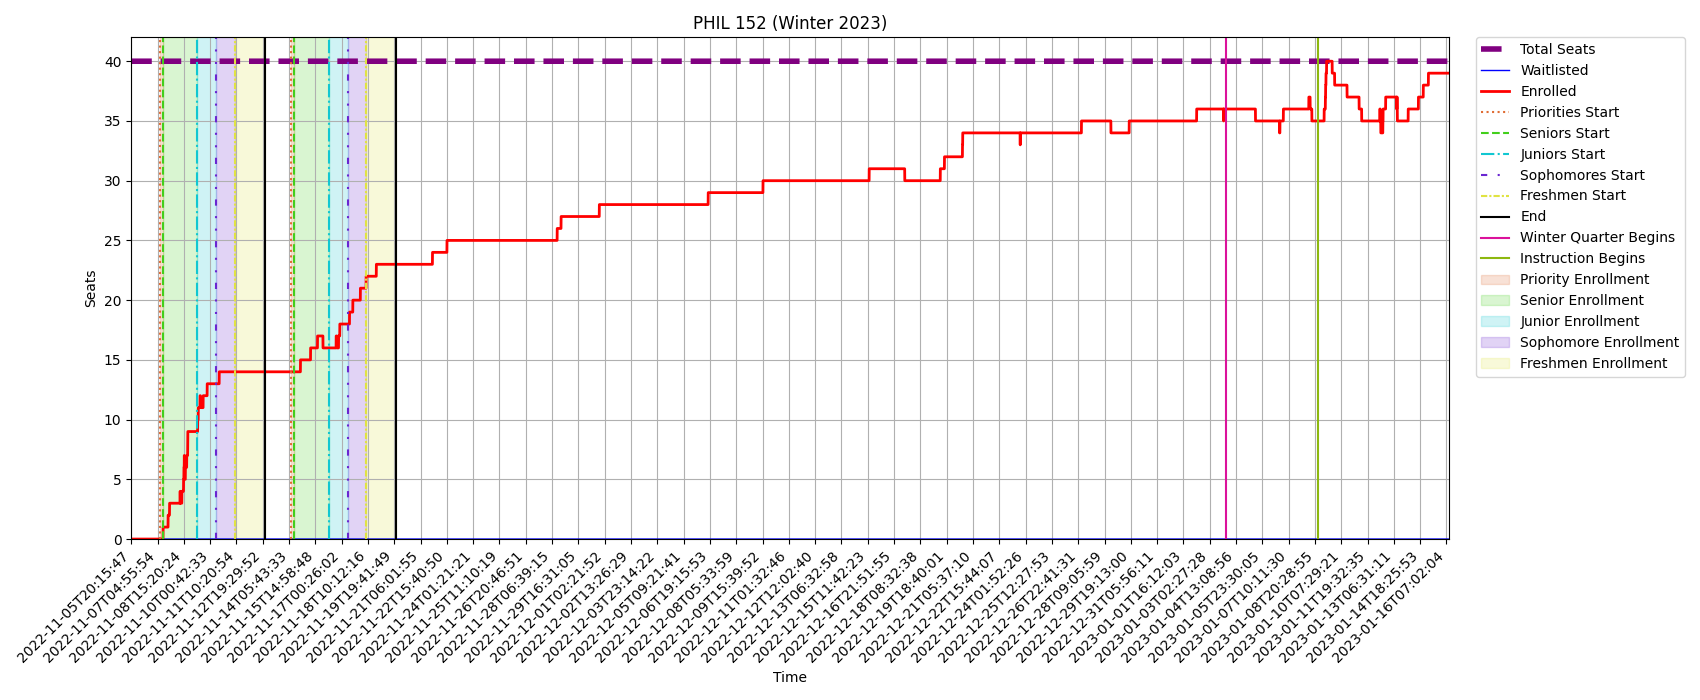 PHIL 152 (Winter 2023)
Seats
40
35
30
25
20
15
10
5
0
2022-11-05T20:15:47
2022-11-07T04:55:54
2022-11-08T15:20:24
2022-11-10T00:42:33
2022-11-11T10:20:54
2022-11-12T19:29:52
2022-11-14T05:43:33
2022-11-15T14:58:48
2022-11-17T00:26:02
2022-11-18T10:12:16
2022-11-19T19:41:49
2022-11-21T06:01:55
2022-11-22T15:40:50
2022-11-24T01:21:21
2022-11-25T11:10:19
2022-11-26T20:46:51
2022-11-28T06:39:15
2022-11-29T16:31:05
2022-12-01T02:21:52
2022-12-02T13:26:29
2022-12-03T23:14:22
2022-12-05T09:21:41
2022-12-06T19:15:53
2022-12-08T05:33:59
2022-12-09T15:39:52
2022-12-11T01:32:46
2022-12-12T12:02:40
2022-12-13T16:32:58
2022-12-15T11:42:23
2022-12-16T21:51:55
2022-12-18T08:32:38
2022-12-19T18:40:01
2022-12-21T05:37:10
2022-12-22T15:44:07
2022-12-24T01:52:26
2022-12-25T12:27:53
2022-12-26T22:41:31
2022-12-28T09:05:59
2022-12-29T19:13:00
2022-12-31T05:56:11
2023-01-01T16:12:03
2023-01-03T02:27:28
2023-01-04T13:08:56
2023-01-05T23:30:05
2023-01-07T10:11:30
2023-01-08T20:28:55
2023-01-10T07:29:21
2023-01-11T19:32:35
2023-01-13T06:31:11
2023-01-14T18:25:53
2023-01-16T07:02:04
Time
Total Seats
Waitlisted
Enrolled
Priorities Start
Seniors Start
Juniors Start
Sophomores Start
Freshmen Start
End
Winter Quarter Begins
Instruction Begins
Priority Enrollment
Senior Enrollment
Junior Enrollment
Sophomore Enrollment
Freshmen Enrollment